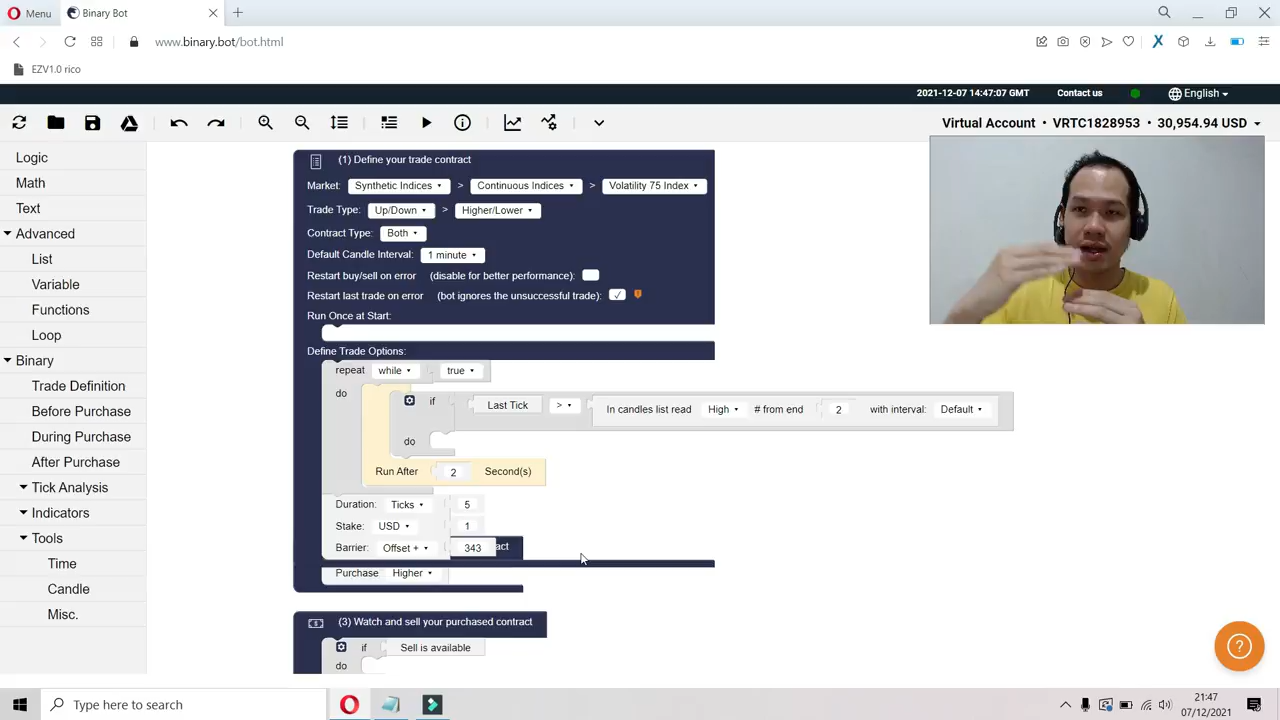 Menu
Binary Bot
www.binary.bot/bot.html
EZV1.0 rico
2021-12-07 14:47:07 GMT Contact us English
Virtual Account • VRTC1828953 • 30,954.94 USD
Logic
Math
Text
Advanced
List
Variable
Functions
Loop
Binary
Trade Definition
Before Purchase
During Purchase
After Purchase
Tick Analysis
Indicators
Tools
Time
Candle
Misc.
(1) Define your trade contract
Market: Synthetic Indices > Continuous Indices > Volatility 75 Index
Trade Type: Up/Down > Higher/Lower
Contract Type: Both
Default Candle Interval: 1 minute
Restart buy/sell on error (disable for better performance):
Restart last trade on error (bot ignores the unsuccessful trade): ✓
Run Once at Start:
Define Trade Options:
repeat while true
do
if Last Tick > In candles list read High # from end 2 with interval: Default
do
Run After 2 Second(s)
Duration: Ticks 5
Stake: USD 1
Barrier: Offset + 343 act
Purchase Higher
(3) Watch and sell your purchased contract
if Sell is available
do
?
Type here to search
21:47
07/12/2021